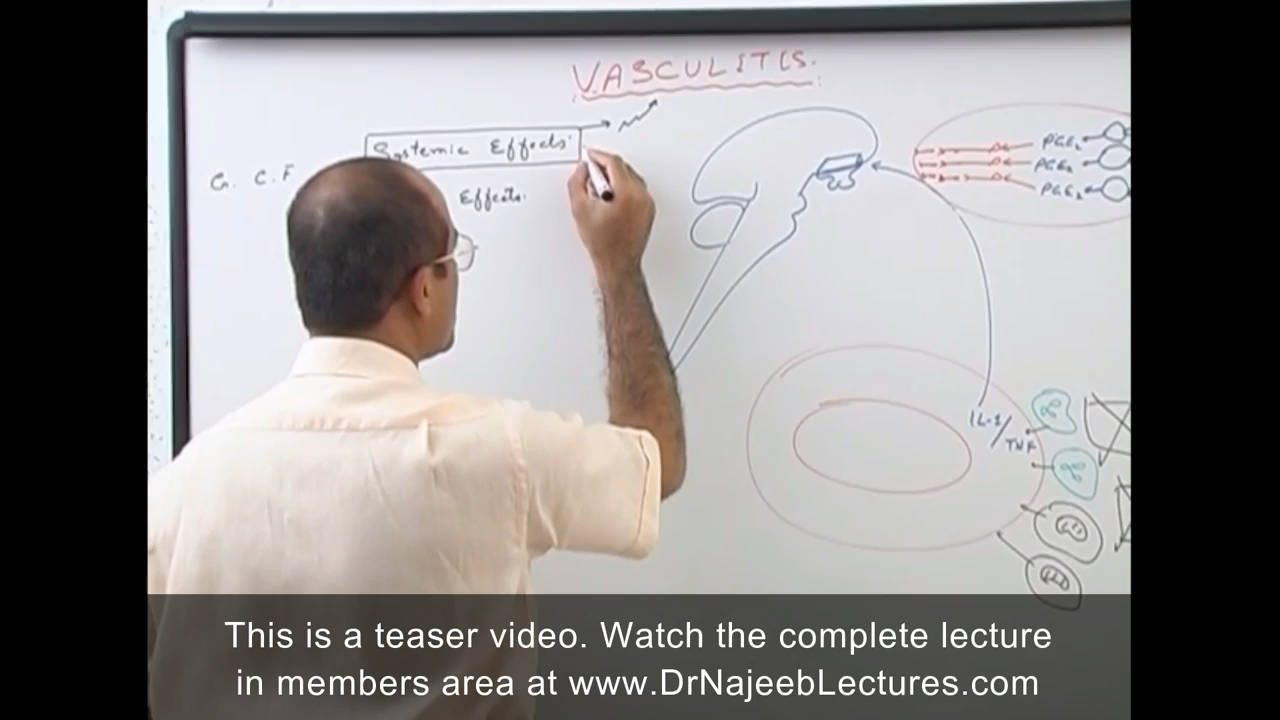 VASCULITIS.
Systemic Effects:
G. C. F
Effects.
PGE₂
PGE₂
PGE₂
IL-1/
TNF
This is a teaser video. Watch the complete lecture
in members area at www.DrNajeebLectures.com